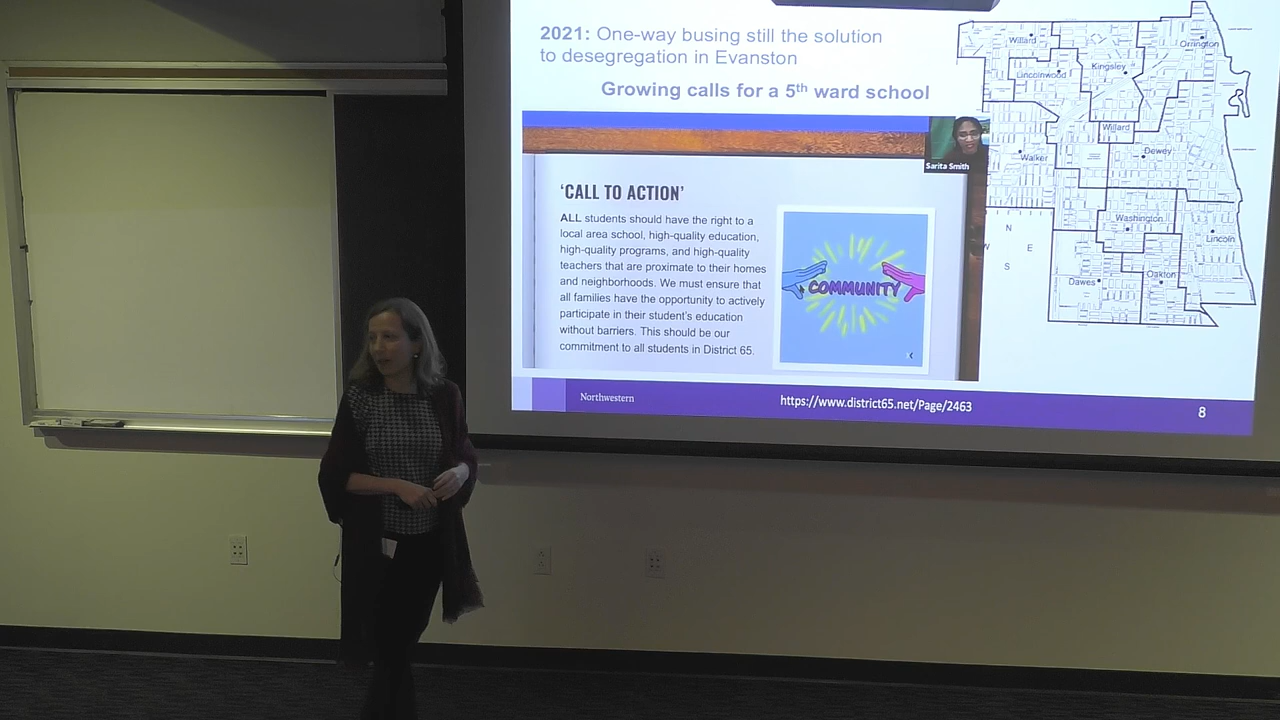 2021: One-way busing still the solution
to desegregation in Evanston
Growing calls for a 5th ward school
Sarita Smith
'CALL TO ACTION'
ALL students should have the right to a
local area school, high-quality education,
high-quality programs, and high-quality
teachers that are proximate to their homes
and neighborhoods. We must ensure that
all families have the opportunity to actively
participate in their student's education
without barriers. This should be our
commitment to all students in District 65.
COMMUNITY
Willard
Orrington
Lincolnwood
Kingsley
Willard
Walker
Dewey
Washington
Lincoln
Dawes
Oakton
N
W E
S
Northwestern
https://www.district65.net/Page/2463
8